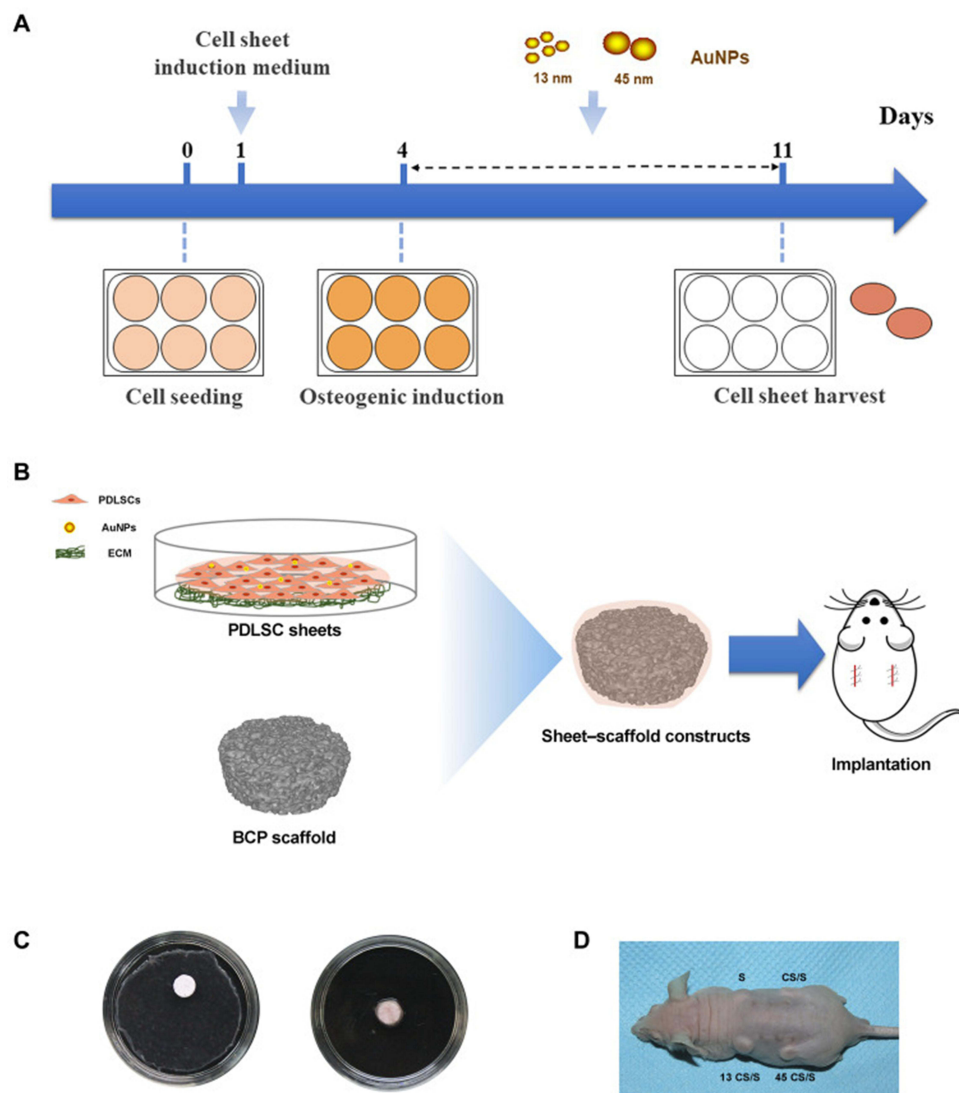 A
Cell sheet
induction medium
13 nm
45 nm
AuNPs
Days
0
1
4
11
Cell seeding
Osteogenic induction
Cell sheet harvest
B
PDLSCs
AuNPs
ECM
PDLSC sheets
BCP scaffold
Sheet–scaffold constructs
Implantation
C
D
S
CS/S
13 CS/S
45 CS/S